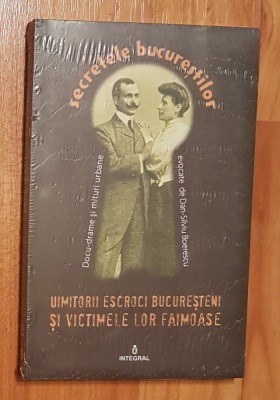 secretele bucureștilor
Docu-drame și mituri urbane
evocate de Dan-Silviu Boerescu
UIMITORII ESCROCI BUCUREȘTENI
ȘI VICTIMELE LOR FAIMOASE
INTEGRAL